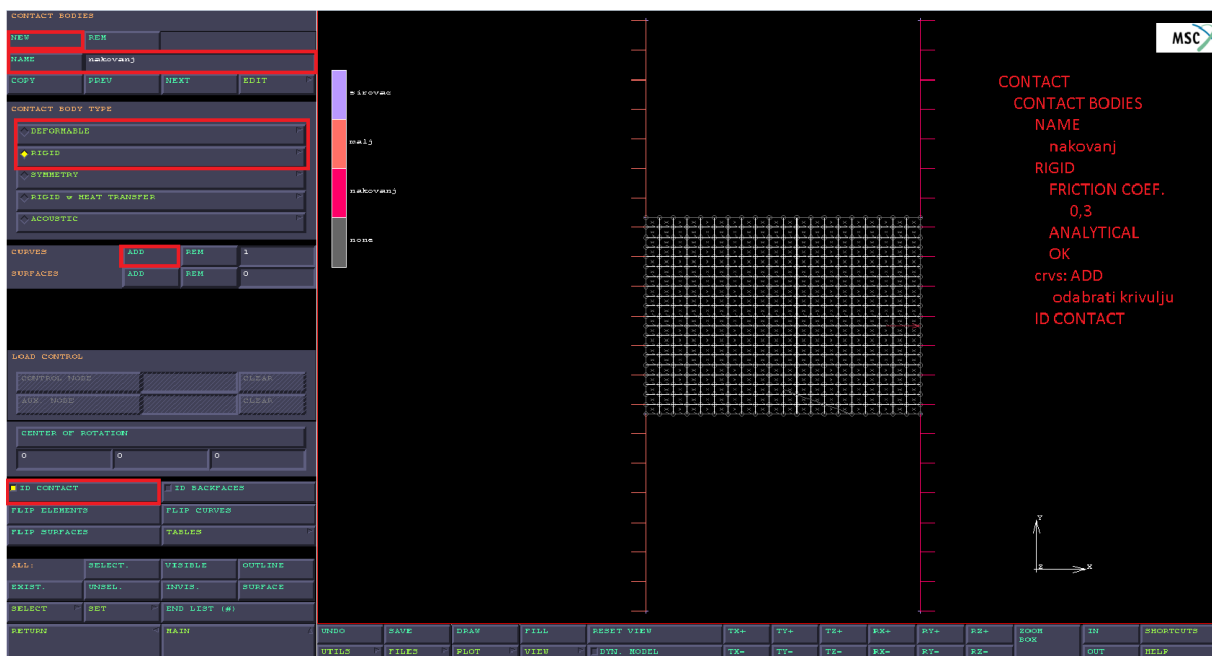 CONTACT BODIES
NEW REM
NAME nakovanj
COPY PREV NEXT EDIT
CONTACT BODY TYPE
DEFORMABLE
RIGID
SYMMETRY
RIGID w HEAT TRANSFER
ACOUSTIC
CURVES ADD REM 1
SURFACES ADD REM 0
LOAD CONTROL
CONTROL NODE CLEAR
AUX. NODE CLEAR
CENTER OF ROTATION
0 0 0
ID CONTACT ID BACKFACES
FLIP ELEMENTS FLIP CURVES
FLIP SURFACES TABLES
ALL: SELECT. VISIBLE OUTLINE
EXIST. UNSEL. INVIS. SURFACE
SELECT SET END LIST (#)
RETURN MAIN
sirovac
malj
nakovanj
none
MSC
CONTACT
CONTACT BODIES
NAME
nakovanj
RIGID
FRICTION COEF.
0,3
ANALYTICAL
OK
crvs: ADD
odabrati krivulju
ID CONTACT
Y
Z X
UNDO SAVE DRAW FILL RESET VIEW TX+ TY+ TZ+ RX+ RY+ RZ+ ZOOM BOX IN SHORTCUTS
UTILS FILES PLOT VIEW DYN. MODEL TX- TY- TZ- RX- RY- RZ- OUT HELP